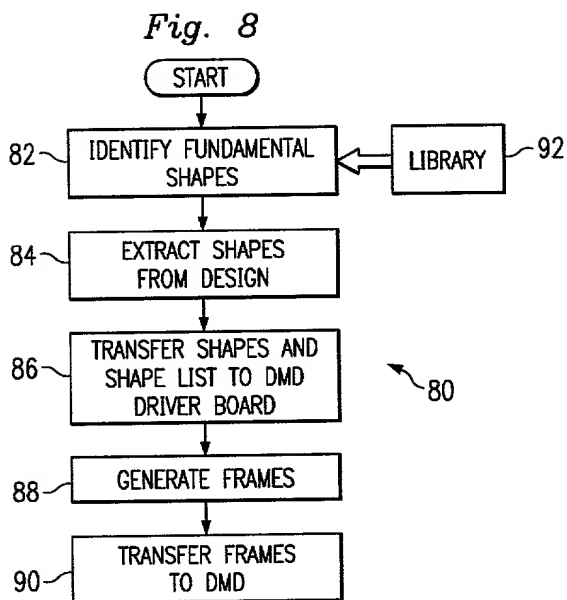 Fig. 8
START
82
IDENTIFY FUNDAMENTAL
SHAPES
LIBRARY
92
84
EXTRACT SHAPES
FROM DESIGN
86
TRANSFER SHAPES AND
SHAPE LIST TO DMD
DRIVER BOARD
80
88
GENERATE FRAMES
90
TRANSFER FRAMES
TO DMD